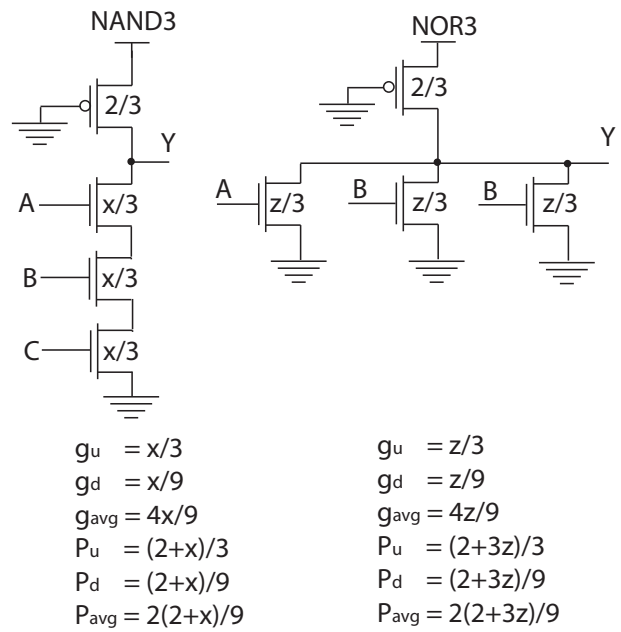 NAND3
2/3
Y
A
x/3
B
x/3
C
x/3
gu = x/3
gd = x/9
gavg = 4x/9
Pu = (2+x)/3
Pd = (2+x)/9
Pavg = 2(2+x)/9
NOR3
2/3
Y
A
z/3
B
z/3
B
z/3
gu = z/3
gd = z/9
gavg = 4z/9
Pu = (2+3z)/3
Pd = (2+3z)/9
Pavg = 2(2+3z)/9